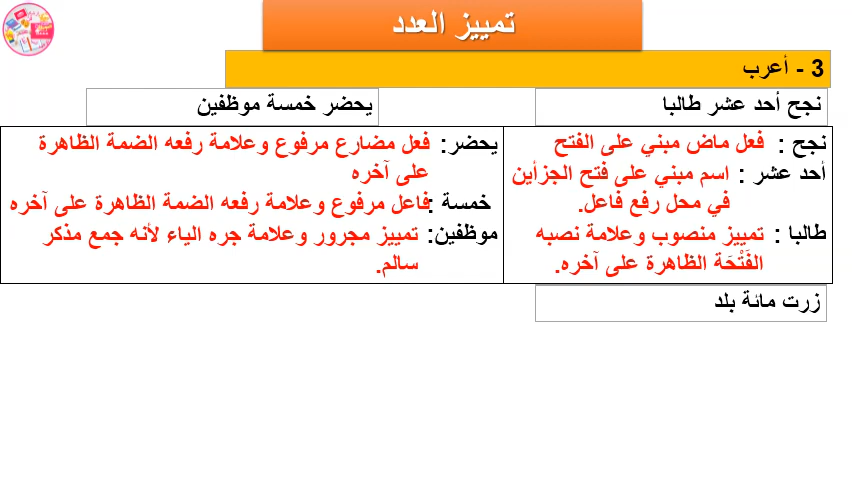 تمييز العدد
3 - أعرب
نجح أحد عشر طالبا
يحضر خمسة موظفين
نجح : فعل ماض مبني على الفتح
أحد عشر : اسم مبني على فتح الجزأين
في محل رفع فاعل.
طالبا : تمييز منصوب وعلامة نصبه
الفَتْحَة الظاهرة على آخره.
يحضر: فعل مضارع مرفوع وعلامة رفعه الضمة الظاهرة
على آخره
خمسة :فاعل مرفوع وعلامة رفعه الضمة الظاهرة على آخره
موظفين: تمييز مجرور وعلامة جره الياء لأنه جمع مذكر
سالم.
زرت مائة بلد